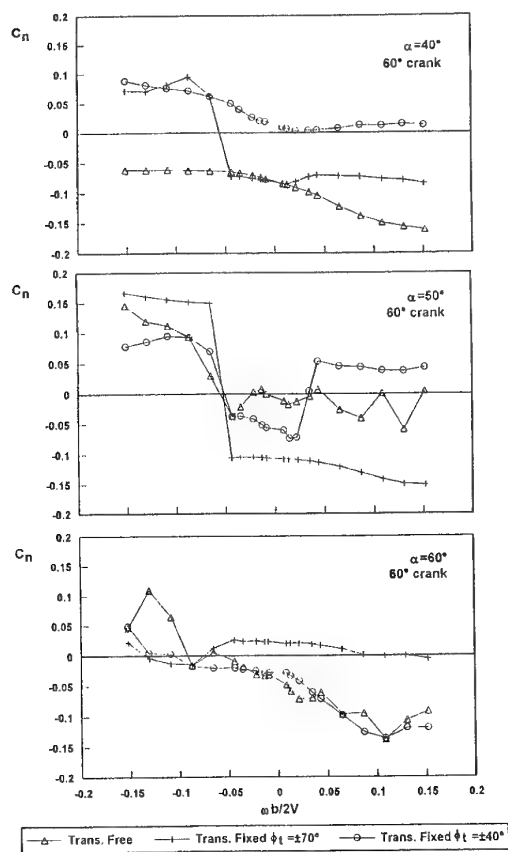 Cn
0.2
α=40°
0.15
60° crank
0.1
0.05
0
-0.05
-0.1
-0.15
-0.2
Cn
0.2
α=50°
0.15
60° crank
0.1
0.05
0
-0.05
-0.1
-0.15
-0.2
Cn
0.2
α=60°
0.15
60° crank
0.1
0.05
0
-0.05
-0.1
-0.15
-0.2
-0.2 -0.15 -0.1 -0.05 0 0.05 0.1 0.15 0.2
ωb/2V
Trans. Free Trans. Fixed ϕt =±70° Trans. Fixed ϕt =±40°